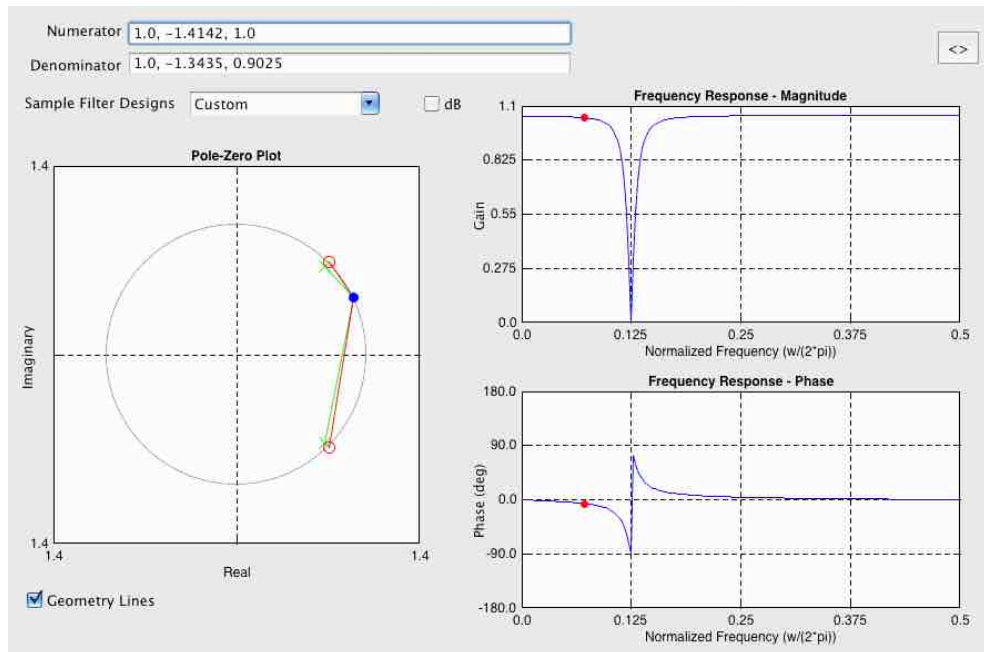 Numerator 1.0, -1.4142, 1.0
Denominator 1.0, -1.3435, 0.9025
<>
Sample Filter Designs Custom dB
Pole-Zero Plot
1.4
Imaginary
1.4
1.4 1.4
Real
Geometry Lines
Frequency Response - Magnitude
1.1
0.825
0.55
0.275
0.0
Gain
0.0 0.125 0.25 0.375 0.5
Normalized Frequency (w/(2*pi))
Frequency Response - Phase
180.0
90.0
0.0
-90.0
-180.0
Phase (deg)
0.0 0.125 0.25 0.375 0.5
Normalized Frequency (w/(2*pi))